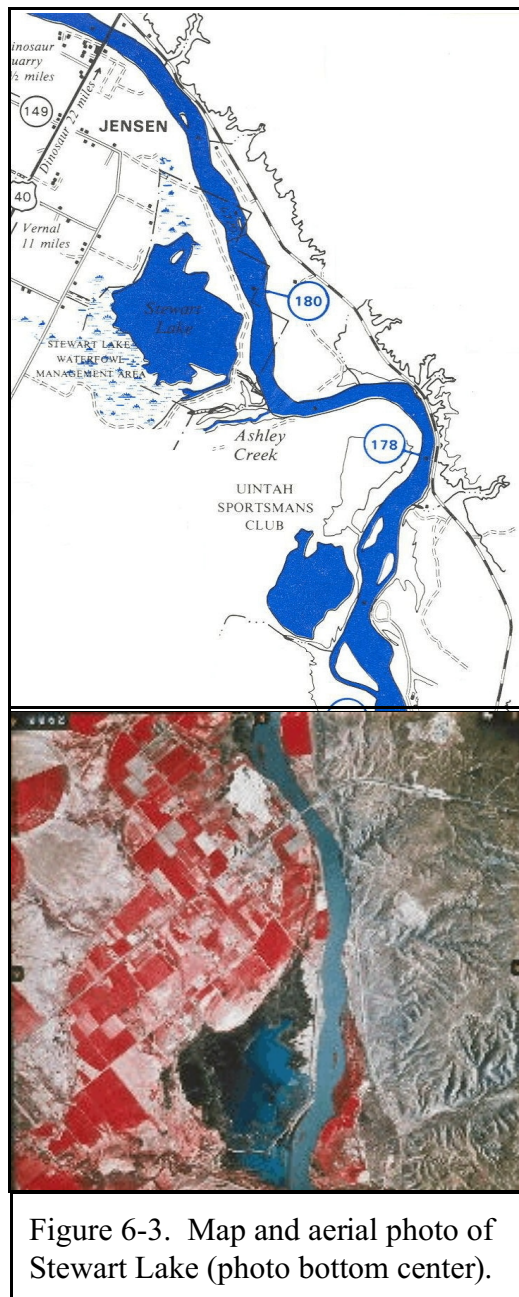 inosaur
uarry
½ miles
149
Dinosaur 22 miles
JENSEN
40
Vernal
11 miles
180
Stewart
Lake
STEWART LAKE
WATERFOWL
MANAGEMENT AREA
Ashley
Creek
178
UINTAH
SPORTSMANS
CLUB
Figure 6-3. Map and aerial photo of
Stewart Lake (photo bottom center).